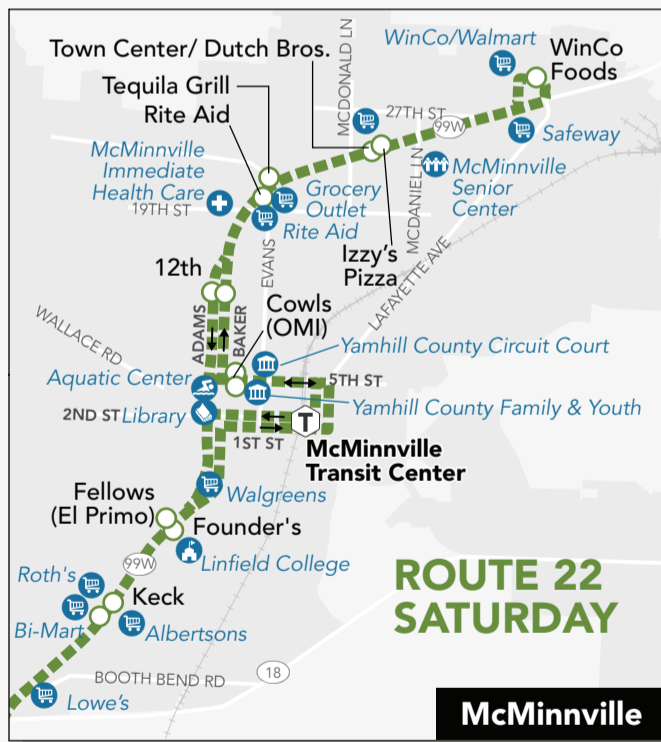 Town Center/ Dutch Bros.
Tequila Grill
Rite Aid
MCDONALD LN
WinCo/Walmart
WinCo
Foods
27TH ST
99W
Safeway
McMinnville
Immediate
Health Care
19TH ST
Grocery
Outlet
Rite Aid
MCDANIEL LN
McMinnville
Senior
Center
EVANS
Izzy's
Pizza
LAFAYETTE AVE
12th
Cowls
(OMI)
WALLACE RD
ADAMS
BAKER
Yamhill County Circuit Court
Aquatic Center
5TH ST
2ND ST
Library
Yamhill County Family & Youth
1ST ST
T
McMinnville
Transit Center
Walgreens
Fellows
(El Primo)
Founder's
99W
Linfield College
Roth's
Keck
Bi-Mart
Albertsons
ROUTE 22
SATURDAY
BOOTH BEND RD
18
Lowe's
McMinnville